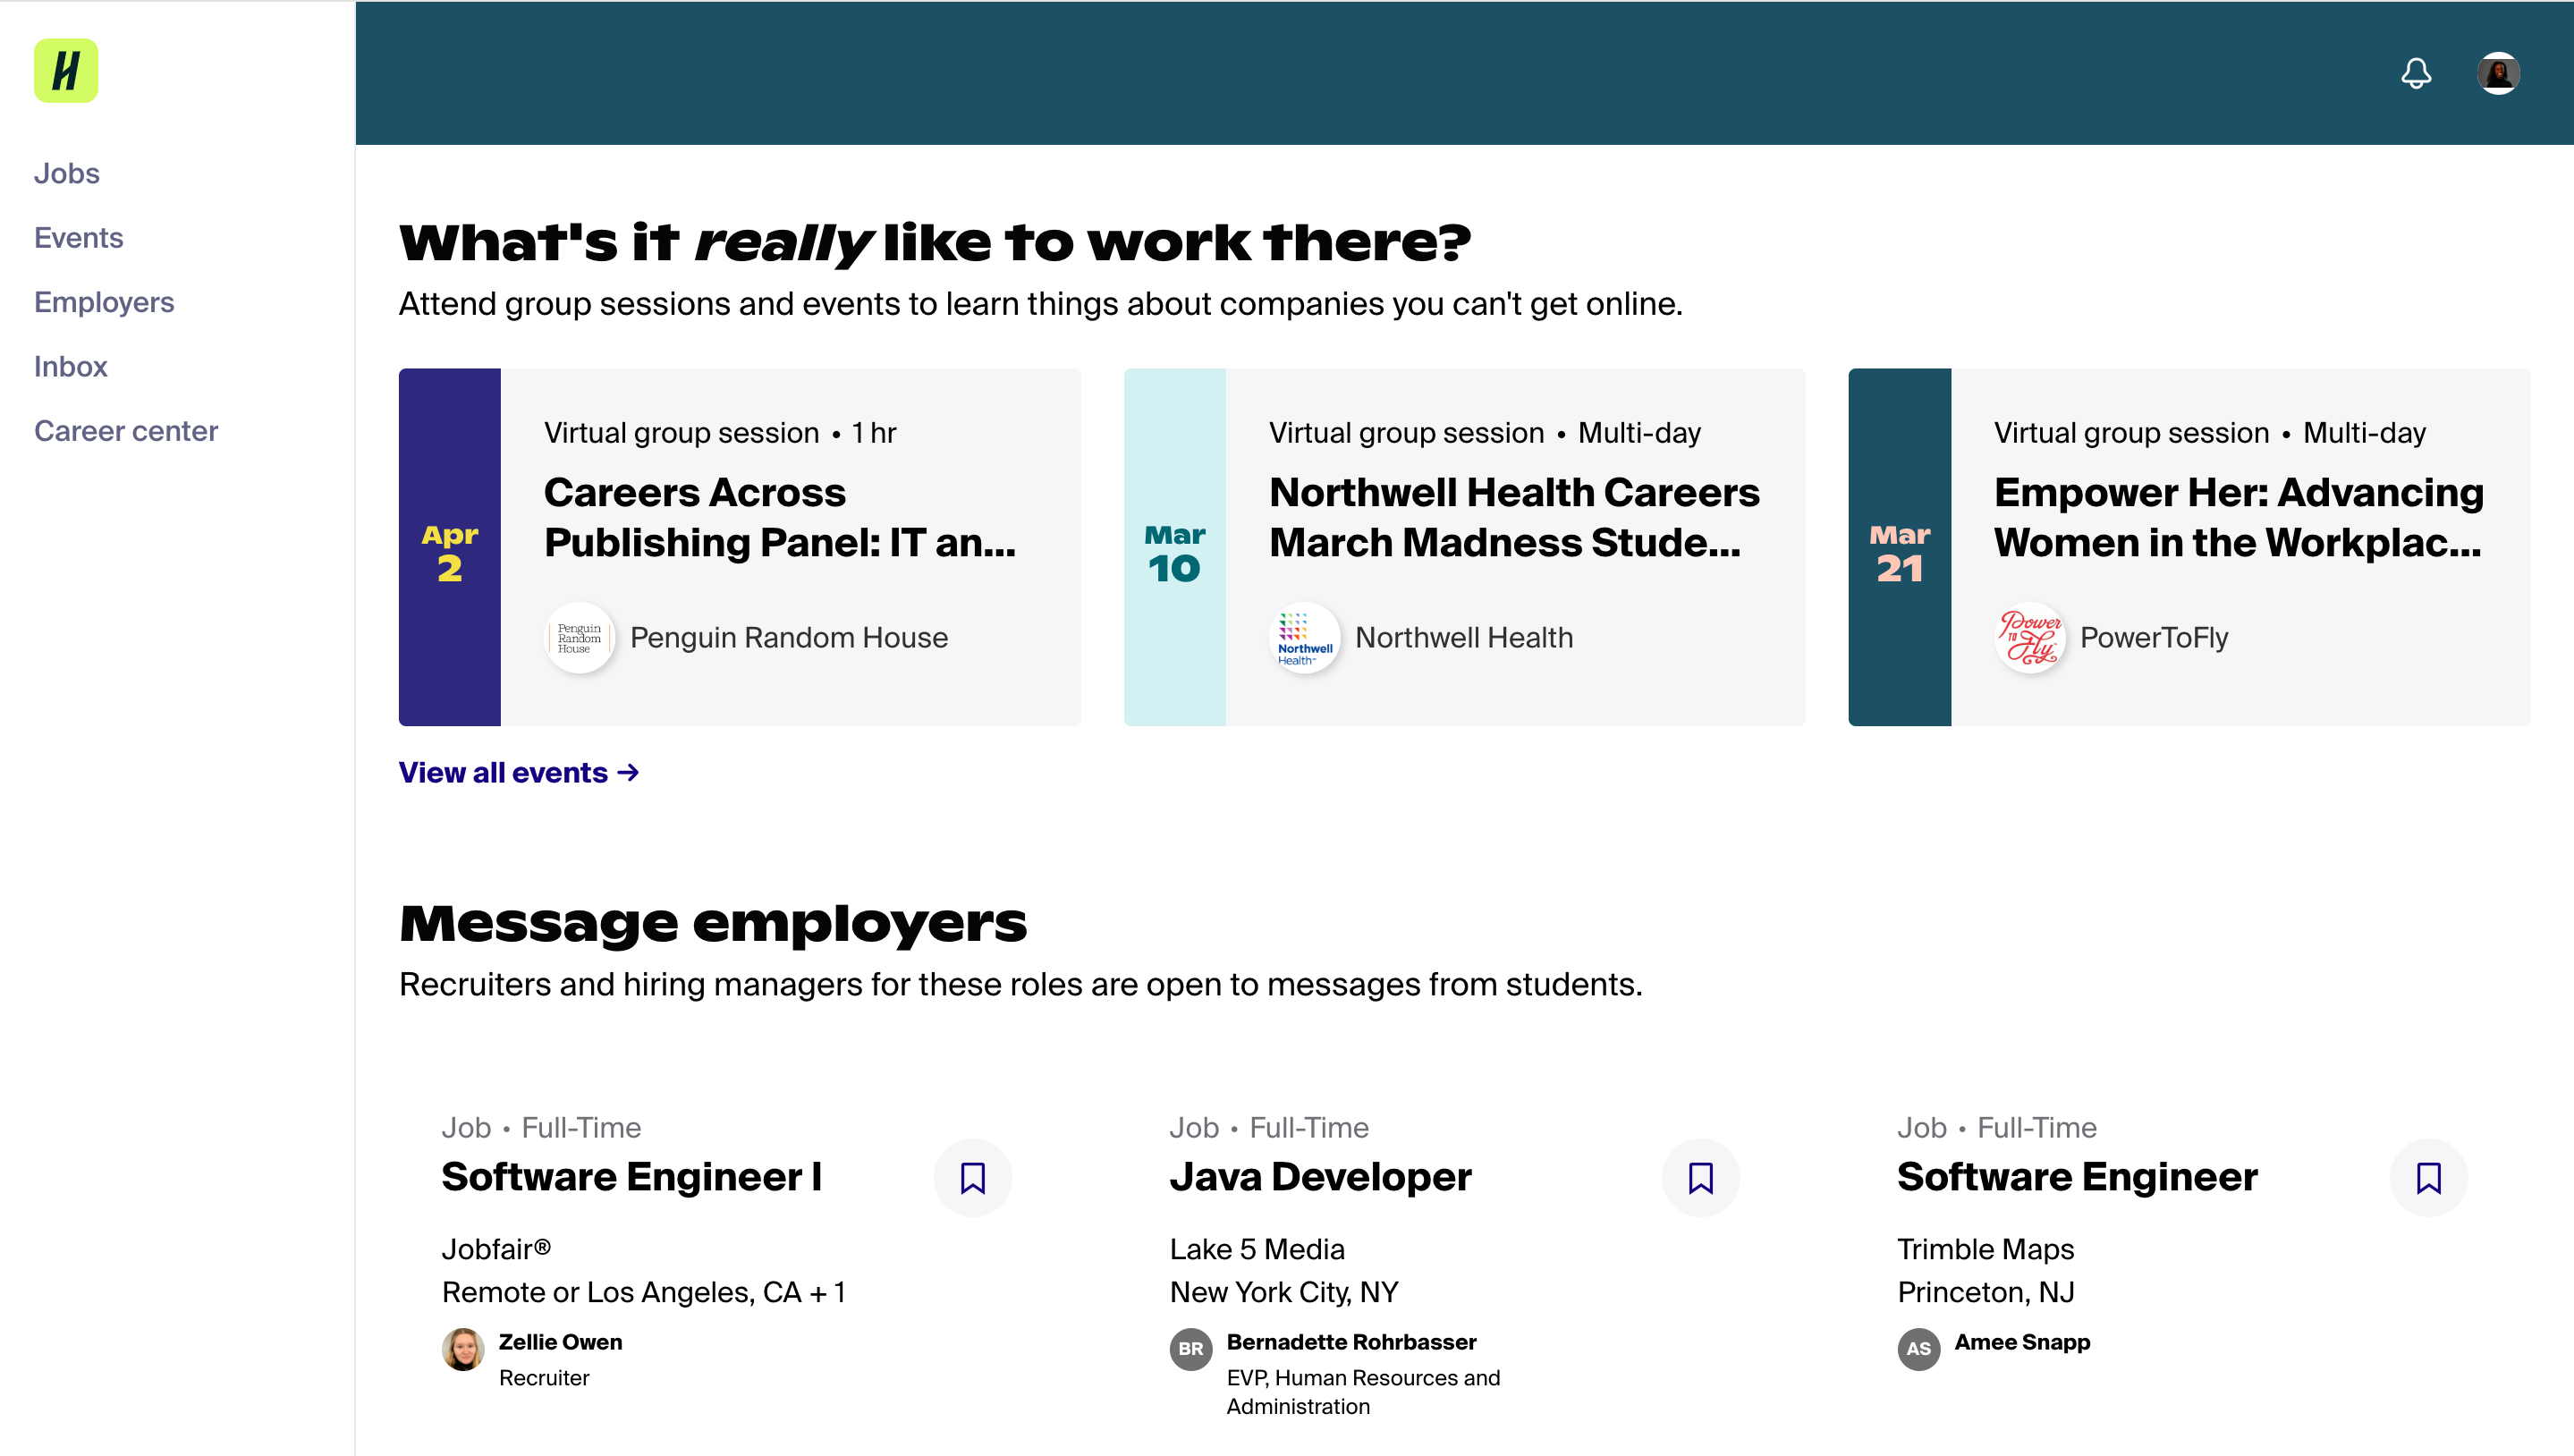 H
Jobs
Events
Employers
Inbox
Career center
What's it really like to work there?
Attend group sessions and events to learn things about companies you can't get online.
Apr
2
Virtual group session • 1 hr
Careers Across
Publishing Panel: IT an...
Penguin
Random
House
Penguin Random House
Mar
10
Virtual group session • Multi-day
Northwell Health Careers
March Madness Stude...
Northwell
Health™
Northwell Health
Mar
21
Virtual group session • Multi-day
Empower Her: Advancing
Women in the Workplac...
Power
TO
Fly
PowerToFly
View all events →
Message employers
Recruiters and hiring managers for these roles are open to messages from students.
Job • Full-Time
Software Engineer I
Jobfair®
Remote or Los Angeles, CA + 1
Zellie Owen
Recruiter
Job • Full-Time
Java Developer
Lake 5 Media
New York City, NY
BR
Bernadette Rohrbasser
EVP, Human Resources and
Administration
Job • Full-Time
Software Engineer
Trimble Maps
Princeton, NJ
AS
Amee Snapp